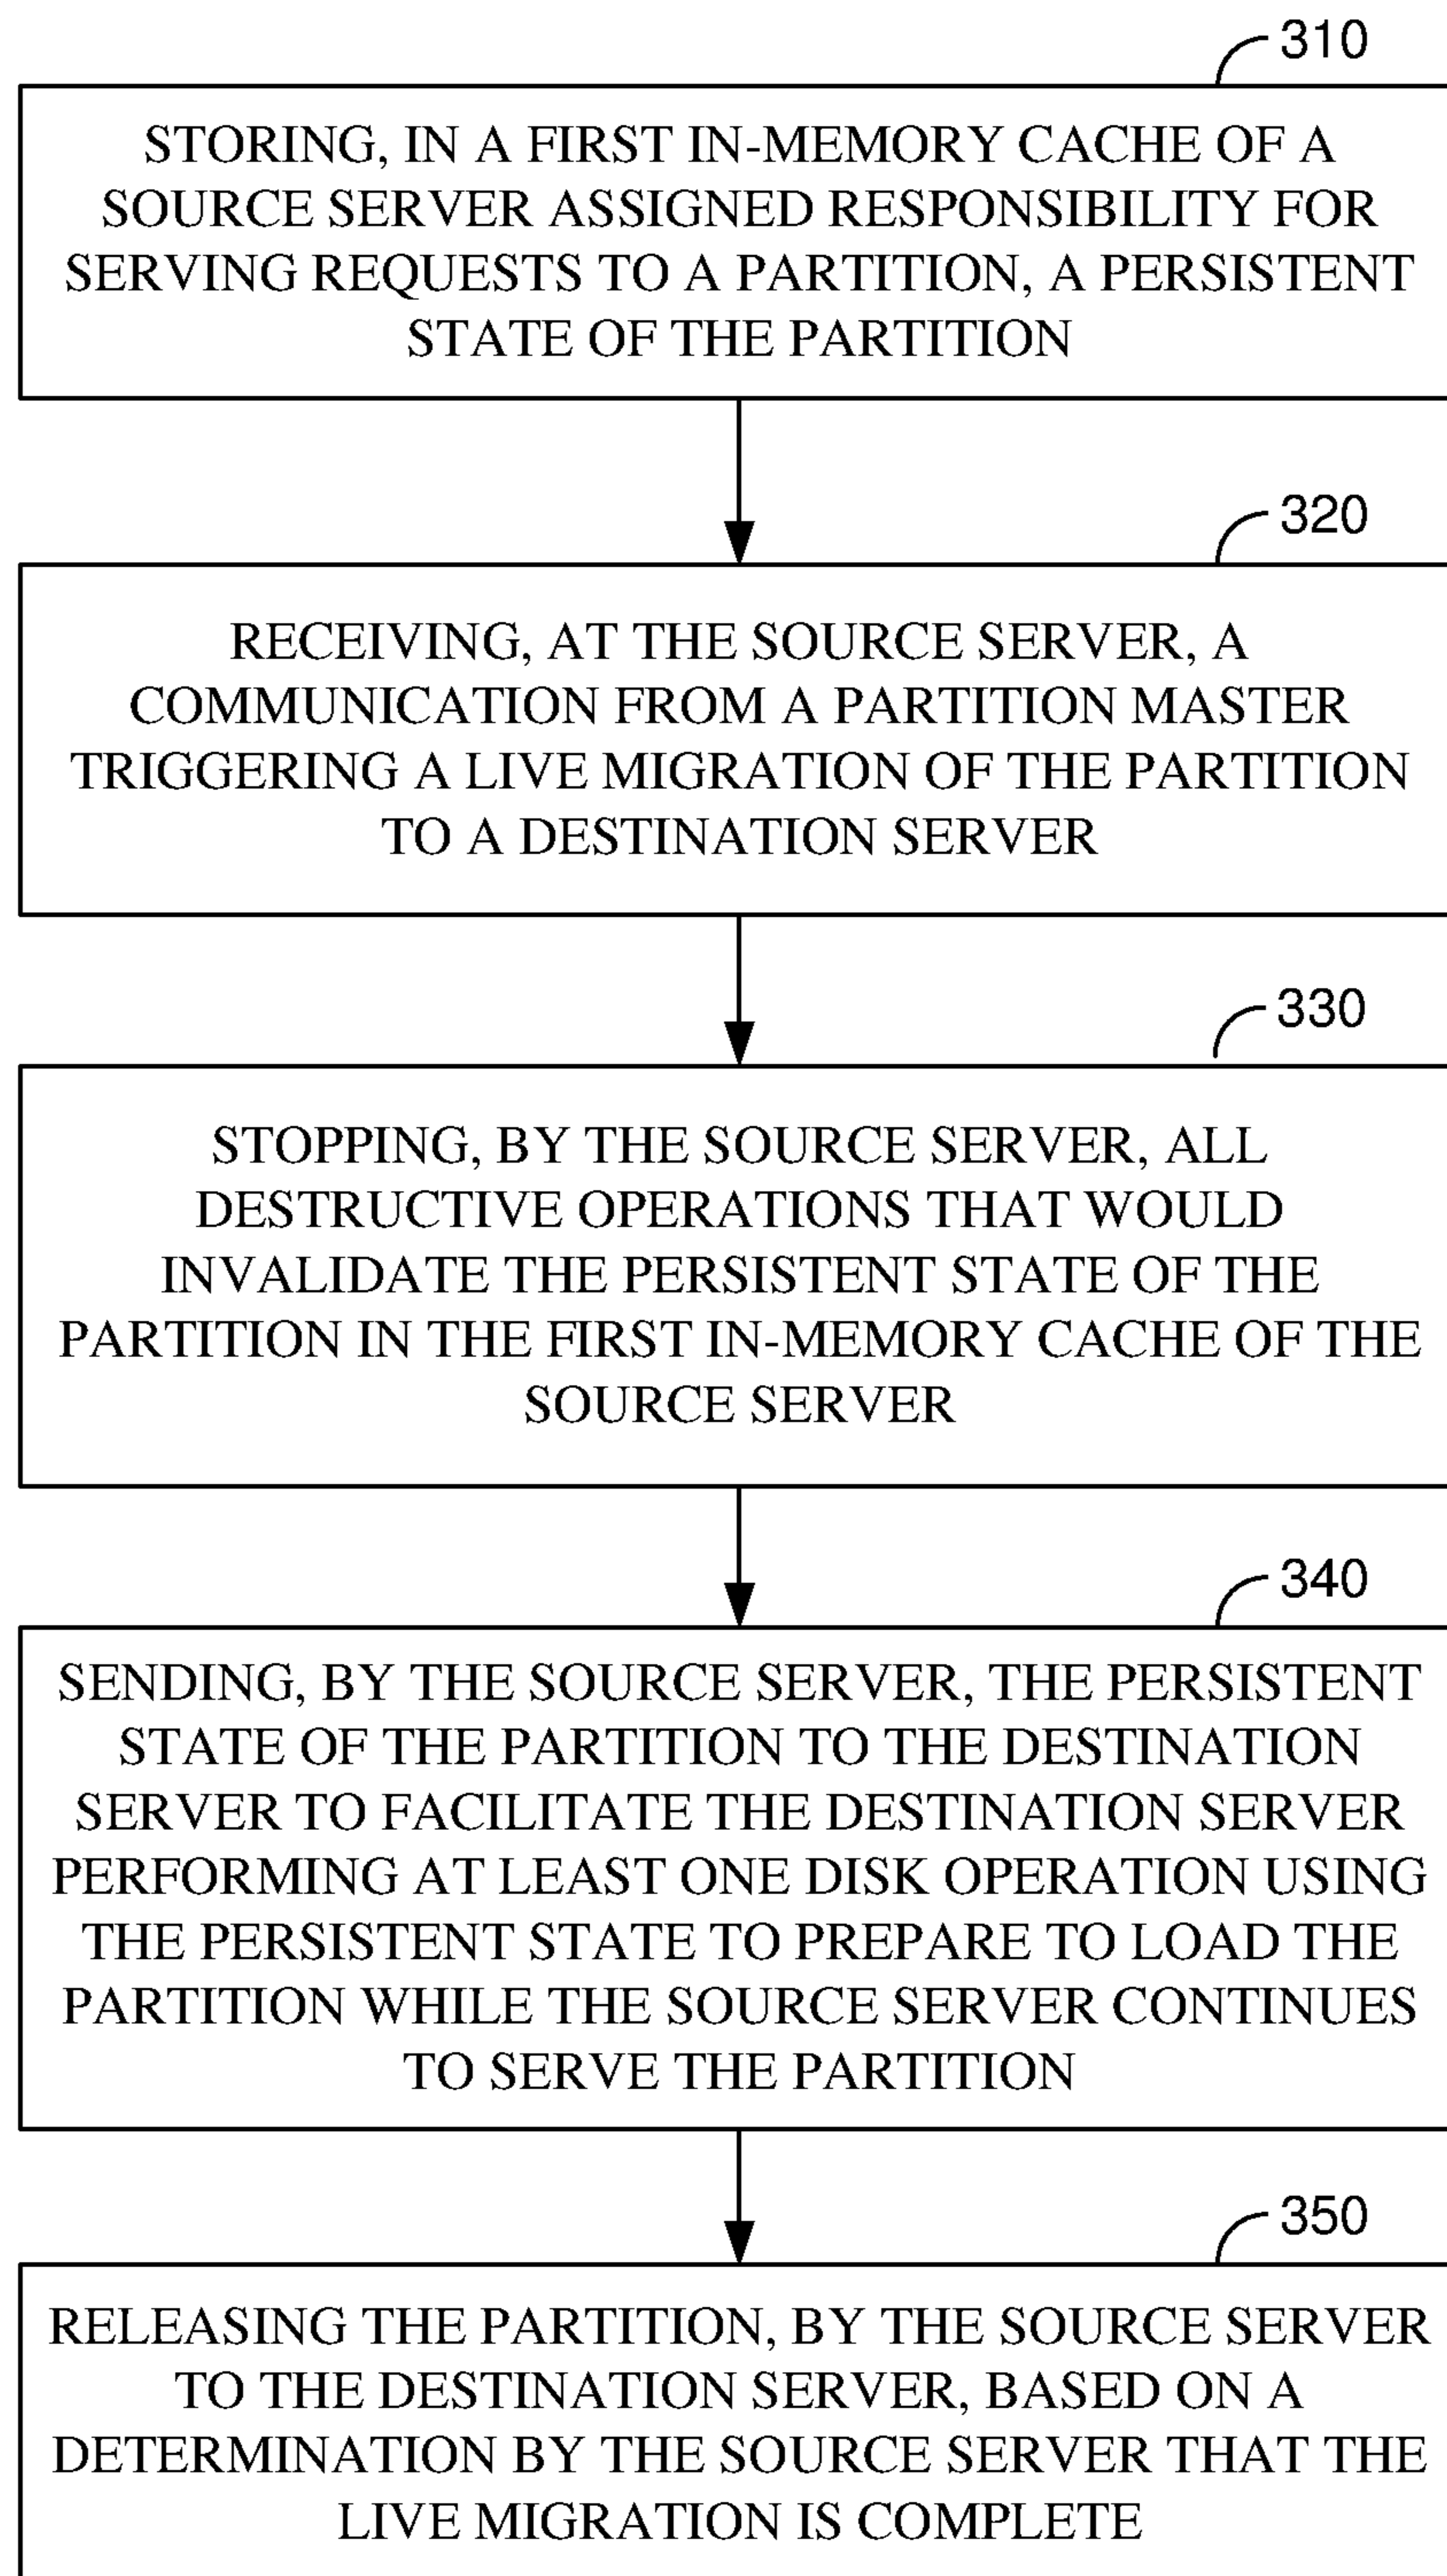 310
STORING, IN A FIRST IN-MEMORY CACHE OF A
SOURCE SERVER ASSIGNED RESPONSIBILITY FOR
SERVING REQUESTS TO A PARTITION, A PERSISTENT
STATE OF THE PARTITION
320
RECEIVING, AT THE SOURCE SERVER, A
COMMUNICATION FROM A PARTITION MASTER
TRIGGERING A LIVE MIGRATION OF THE PARTITION
TO A DESTINATION SERVER
330
STOPPING, BY THE SOURCE SERVER, ALL
DESTRUCTIVE OPERATIONS THAT WOULD
INVALIDATE THE PERSISTENT STATE OF THE
PARTITION IN THE FIRST IN-MEMORY CACHE OF THE
SOURCE SERVER
340
SENDING, BY THE SOURCE SERVER, THE PERSISTENT
STATE OF THE PARTITION TO THE DESTINATION
SERVER TO FACILITATE THE DESTINATION SERVER
PERFORMING AT LEAST ONE DISK OPERATION USING
THE PERSISTENT STATE TO PREPARE TO LOAD THE
PARTITION WHILE THE SOURCE SERVER CONTINUES
TO SERVE THE PARTITION
350
RELEASING THE PARTITION, BY THE SOURCE SERVER
TO THE DESTINATION SERVER, BASED ON A
DETERMINATION BY THE SOURCE SERVER THAT THE
LIVE MIGRATION IS COMPLETE